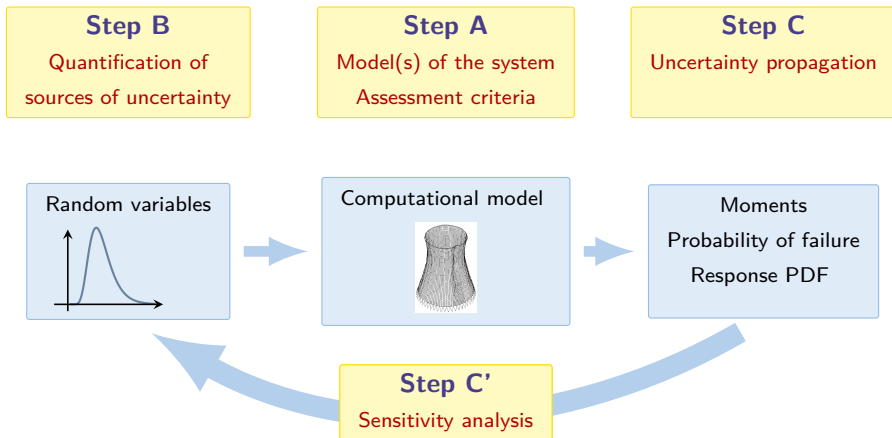 Step B
Quantification of
sources of uncertainty
Step A
Model(s) of the system
Assessment criteria
Step C
Uncertainty propagation
Random variables
Computational model
Moments
Probability of failure
Response PDF
Step C'
Sensitivity analysis